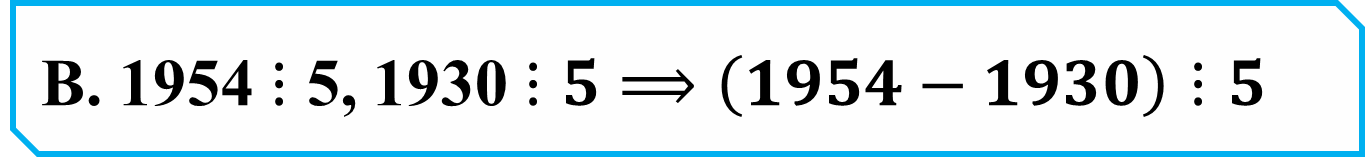 B. 1954 ⋮ 5, 1930 ⋮ 5 ⟹ (1954 − 1930) ⋮ 5